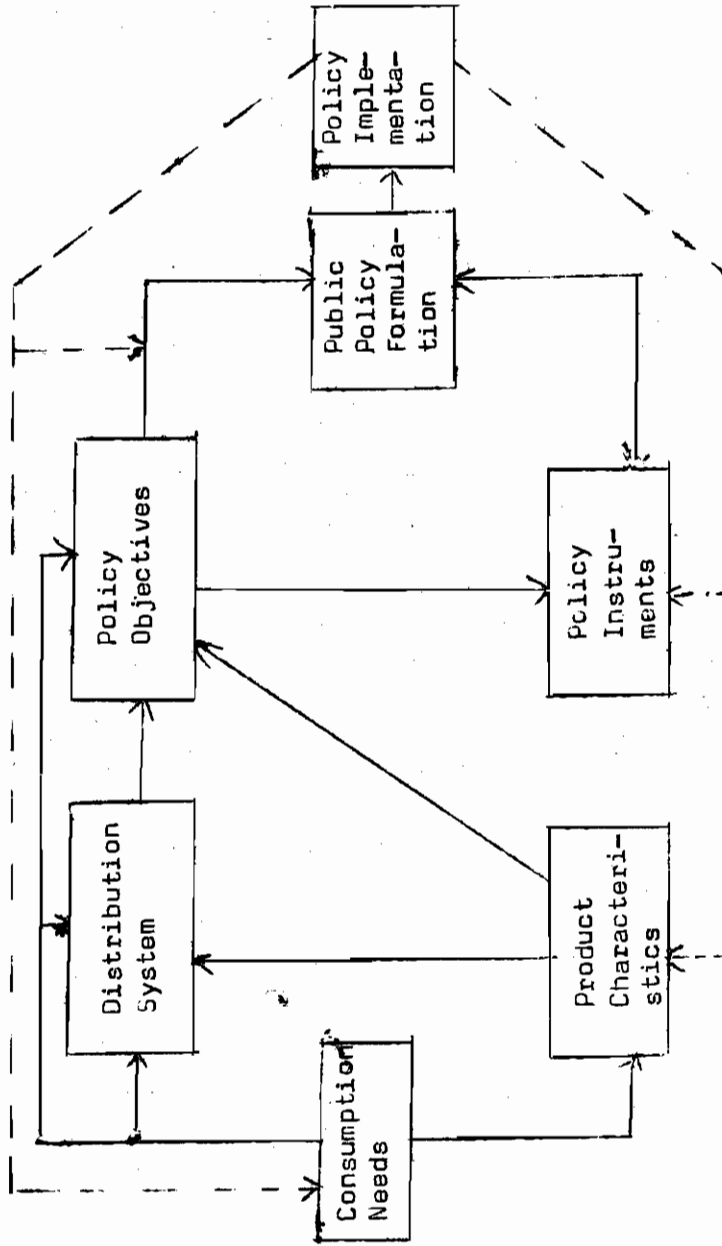 Consumption
Needs
Distribution
System
Product
Characteri-
stics
Policy
Objectives
Policy
Instru-
ments
Public
Policy
Formula-
tion
Policy
Imple-
menta-
tion